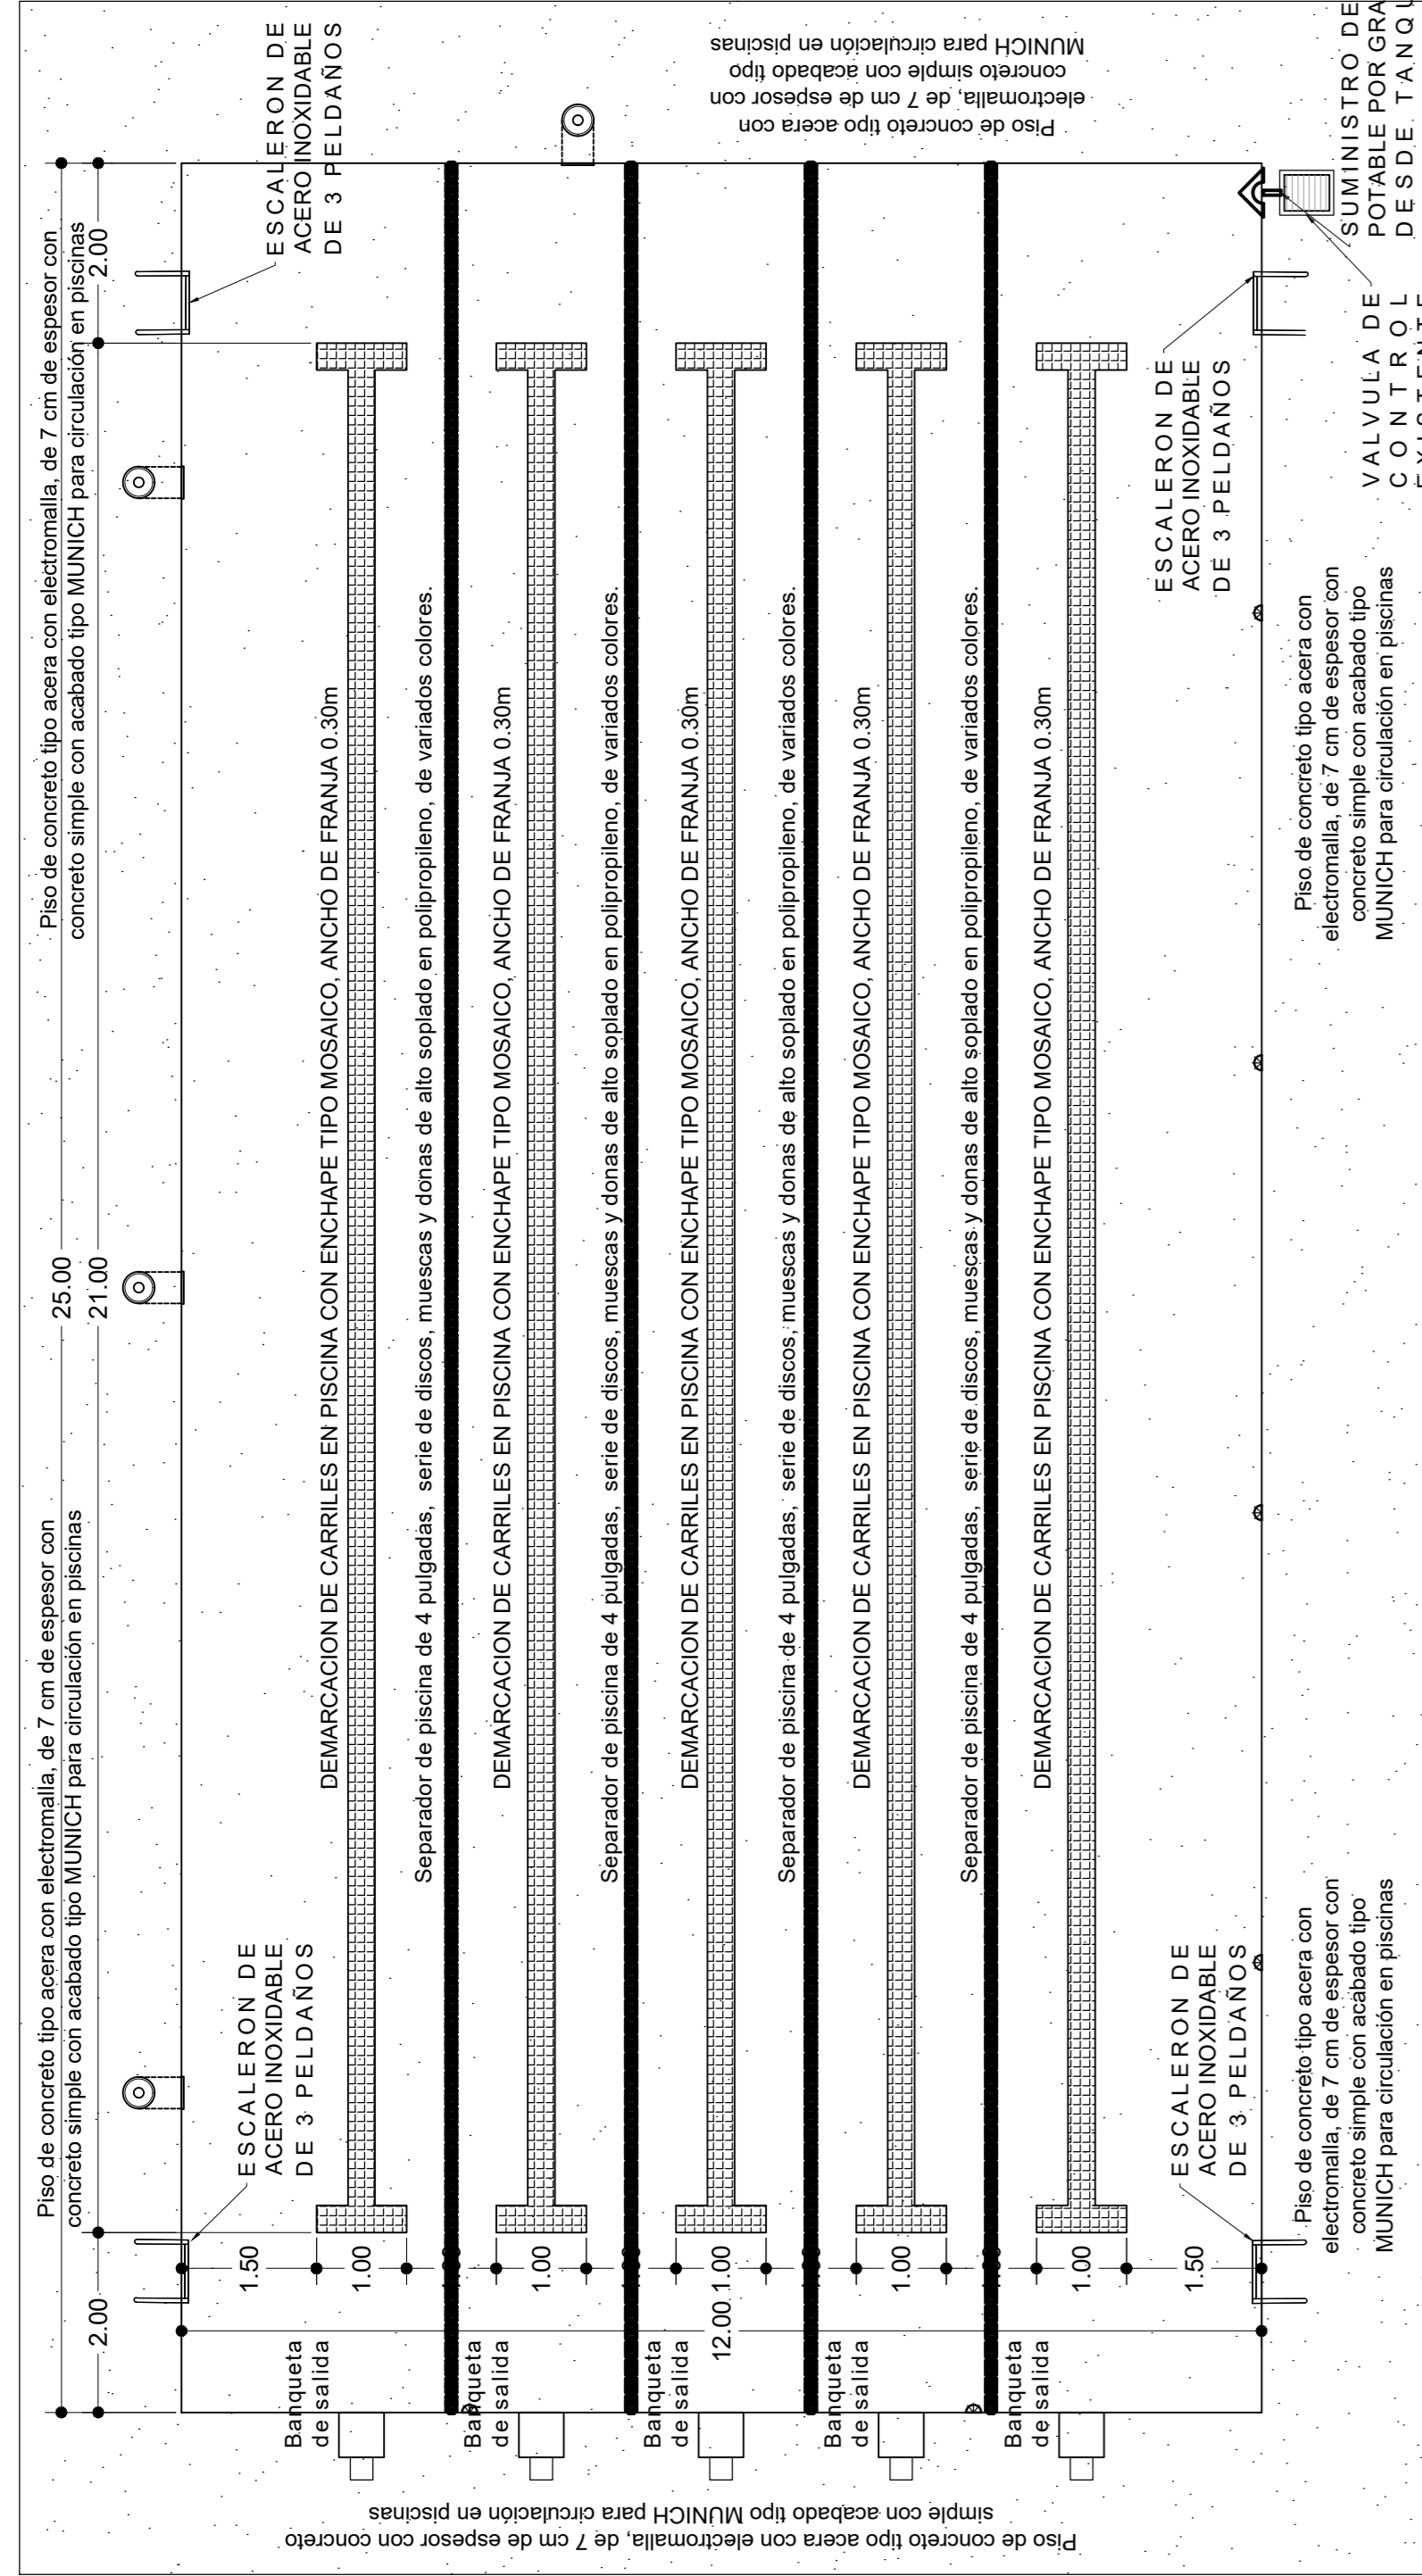 Piso de concreto tipo acera con electromalla, de 7 cm de espesor con
concreto simple con acabado tipo MUNICH para circulación en piscinas
Piso de concreto tipo acera con electromalla, de 7 cm de espesor con
concreto simple con acabado tipo MUNICH para circulación en piscinas
25.00
2.00
21.00
2.00
ESCALERON DE
ACERO INOXIDABLE
DE 3 PELDAÑOS
ESCALERON DE
ACERO INOXIDABLE
DE 3 PELDAÑOS
Piso de concreto tipo acera con
electromalla, de 7 cm de espesor con
concreto simple con acabado tipo
MUNICH para circulación en piscinas
Piso de concreto tipo acera con electromalla, de 7 cm de espesor con concreto
simple con acabado tipo MUNICH para circulación en piscinas
Banqueta
de salida
Banqueta
de salida
Banqueta
de salida
Banqueta
de salida
Banqueta
de salida
12.00
1.50
1.00
1.00
1.00
1.00
1.00
1.50
DEMARCACION DE CARRILES EN PISCINA CON ENCHAPE TIPO MOSAICO, ANCHO DE FRANJA 0.30m
Separador de piscina de 4 pulgadas, serie de discos, muescas y donas de alto soplado en polipropileno, de variados colores.
DEMARCACION DE CARRILES EN PISCINA CON ENCHAPE TIPO MOSAICO, ANCHO DE FRANJA 0.30m
Separador de piscina de 4 pulgadas, serie de discos, muescas y donas de alto soplado en polipropileno, de variados colores.
DEMARCACION DE CARRILES EN PISCINA CON ENCHAPE TIPO MOSAICO, ANCHO DE FRANJA 0.30m
Separador de piscina de 4 pulgadas, serie de discos, muescas y donas de alto soplado en polipropileno, de variados colores.
DEMARCACION DE CARRILES EN PISCINA CON ENCHAPE TIPO MOSAICO, ANCHO DE FRANJA 0.30m
Separador de piscina de 4 pulgadas, serie de discos, muescas y donas de alto soplado en polipropileno, de variados colores.
DEMARCACION DE CARRILES EN PISCINA CON ENCHAPE TIPO MOSAICO, ANCHO DE FRANJA 0.30m
ESCALERON DE
ACERO INOXIDABLE
DE 3 PELDAÑOS
ESCALERON DE
ACERO INOXIDABLE
DE 3 PELDAÑOS
Piso de concreto tipo acera con
electromalla, de 7 cm de espesor con
concreto simple con acabado tipo
MUNICH para circulación en piscinas
Piso de concreto tipo acera con
electromalla, de 7 cm de espesor con
concreto simple con acabado tipo
MUNICH para circulación en piscinas
VALVULA DE
CONTROL
SUMINISTRO DE
POTABLE POR GRA
DESDE TANQU